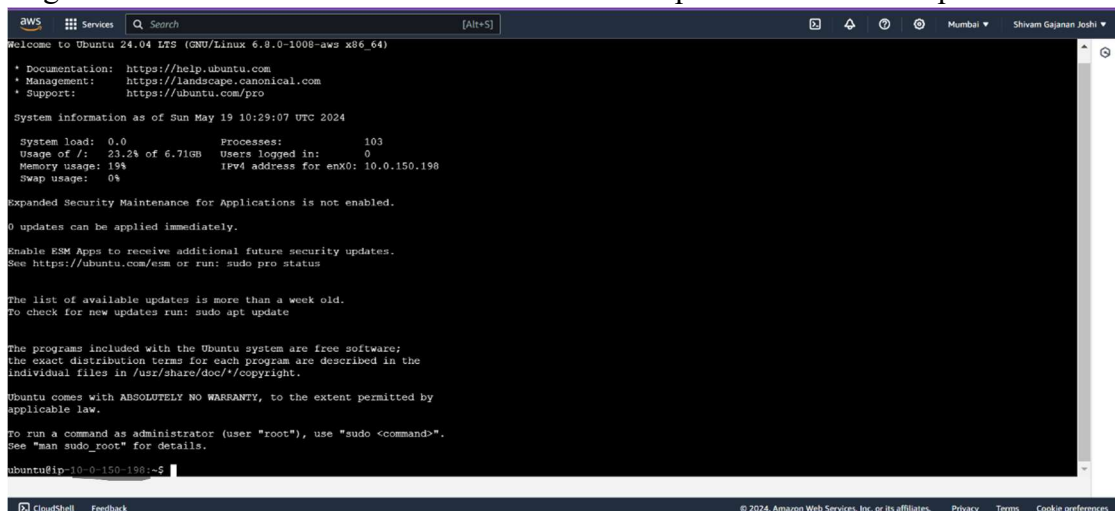 aws Services Search [Alt+S] Mumbai Shivam Gajanan Joshi
Welcome to Ubuntu 24.04 LTS (GNU/Linux 6.8.0-1008-aws x86_64)
* Documentation: https://help.ubuntu.com
* Management: https://landscape.canonical.com
* Support: https://ubuntu.com/pro
System information as of Sun May 19 10:29:07 UTC 2024
System load: 0.0 Processes: 103
Usage of /: 23.2% of 6.71GB Users logged in: 0
Memory usage: 19% IPv4 address for enX0: 10.0.150.198
Swap usage: 0%
Expanded Security Maintenance for Applications is not enabled.
0 updates can be applied immediately.
Enable ESM Apps to receive additional future security updates.
See https://ubuntu.com/esm or run: sudo pro status
The list of available updates is more than a week old.
To check for new updates run: sudo apt update
The programs included with the Ubuntu system are free software;
the exact distribution terms for each program are described in the
individual files in /usr/share/doc/*/copyright.
Ubuntu comes with ABSOLUTELY NO WARRANTY, to the extent permitted by
applicable law.
To run a command as administrator (user "root"), use "sudo <command>".
See "man sudo_root" for details.
ubuntu@ip-10-0-150-198:~$
CloudShell Feedback © 2024, Amazon Web Services, Inc. or its affiliates. Privacy Terms Cookie preferences